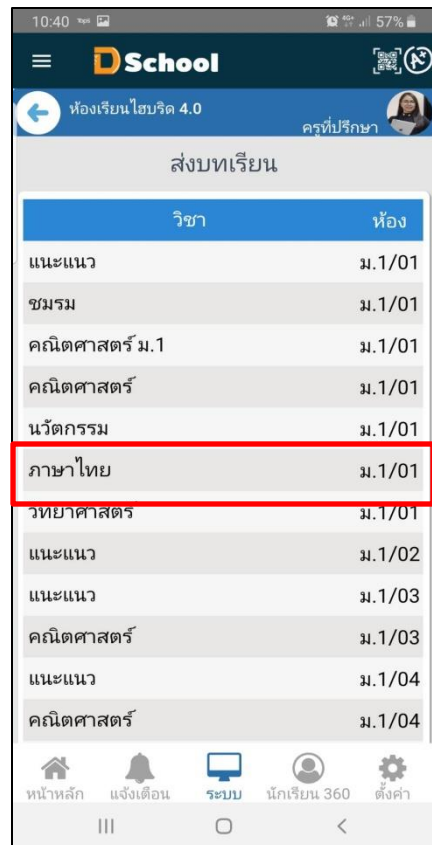 10:40
57%
DSchool
ห้องเรียนไฮบริด 4.0
ครูที่ปรึกษา
ส่งบทเรียน
วิชา ห้อง
แนะแนว ม.1/01
ชมรม ม.1/01
คณิตศาสตร์ ม.1 ม.1/01
คณิตศาสตร์ ม.1/01
นวัตกรรม ม.1/01
ภาษาไทย ม.1/01
วิทยาศาสตร์ ม.1/01
แนะแนว ม.1/02
แนะแนว ม.1/03
คณิตศาสตร์ ม.1/03
แนะแนว ม.1/04
คณิตศาสตร์ ม.1/04
หน้าหลัก แจ้งเตือน ระบบ นักเรียน 360 ตั้งค่า